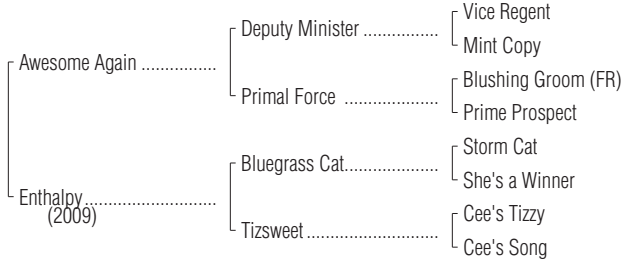 Vice Regent
Deputy Minister ..................
Mint Copy
Awesome Again ...............
Blushing Groom (FR)
Primal Force .....................
Prime Prospect
Storm Cat
Bluegrass Cat.....................
She's a Winner
Enthalpy..........................
(2009)
Cee's Tizzy
Tizsweet .............................
Cee's Song